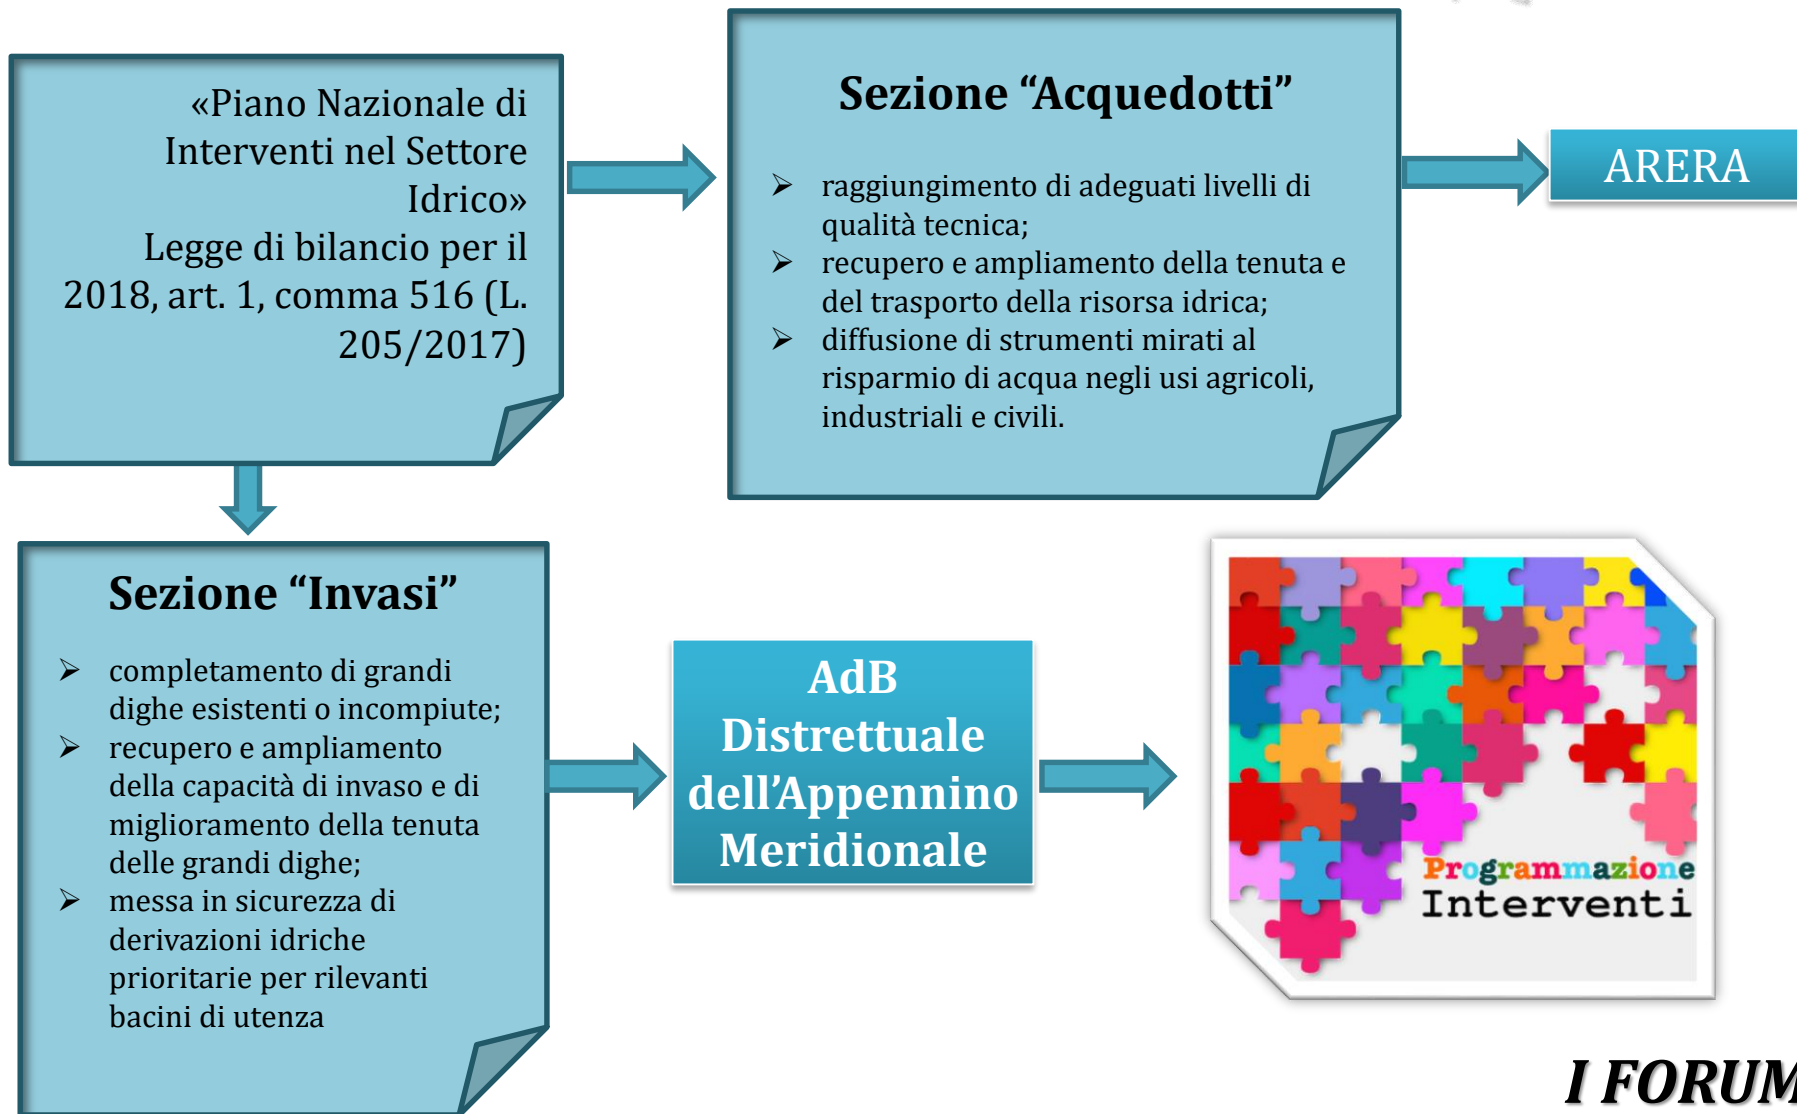 «Piano Nazionale di
Interventi nel Settore
Idrico»
Legge di bilancio per il
2018, art. 1, comma 516 (L.
205/2017)
Sezione “Acquedotti”
➢ raggiungimento di adeguati livelli di
qualità tecnica;
➢ recupero e ampliamento della tenuta e
del trasporto della risorsa idrica;
➢ diffusione di strumenti mirati al
risparmio di acqua negli usi agricoli,
industriali e civili.
ARERA
Sezione “Invasi”
➢ completamento di grandi
dighe esistenti o incompiute;
➢ recupero e ampliamento
della capacità di invaso e di
miglioramento della tenuta
delle grandi dighe;
➢ messa in sicurezza di
derivazioni idriche
prioritarie per rilevanti
bacini di utenza
AdB
Distrettuale
dell’Appennino
Meridionale
Programmazione
Interventi
I FORUM